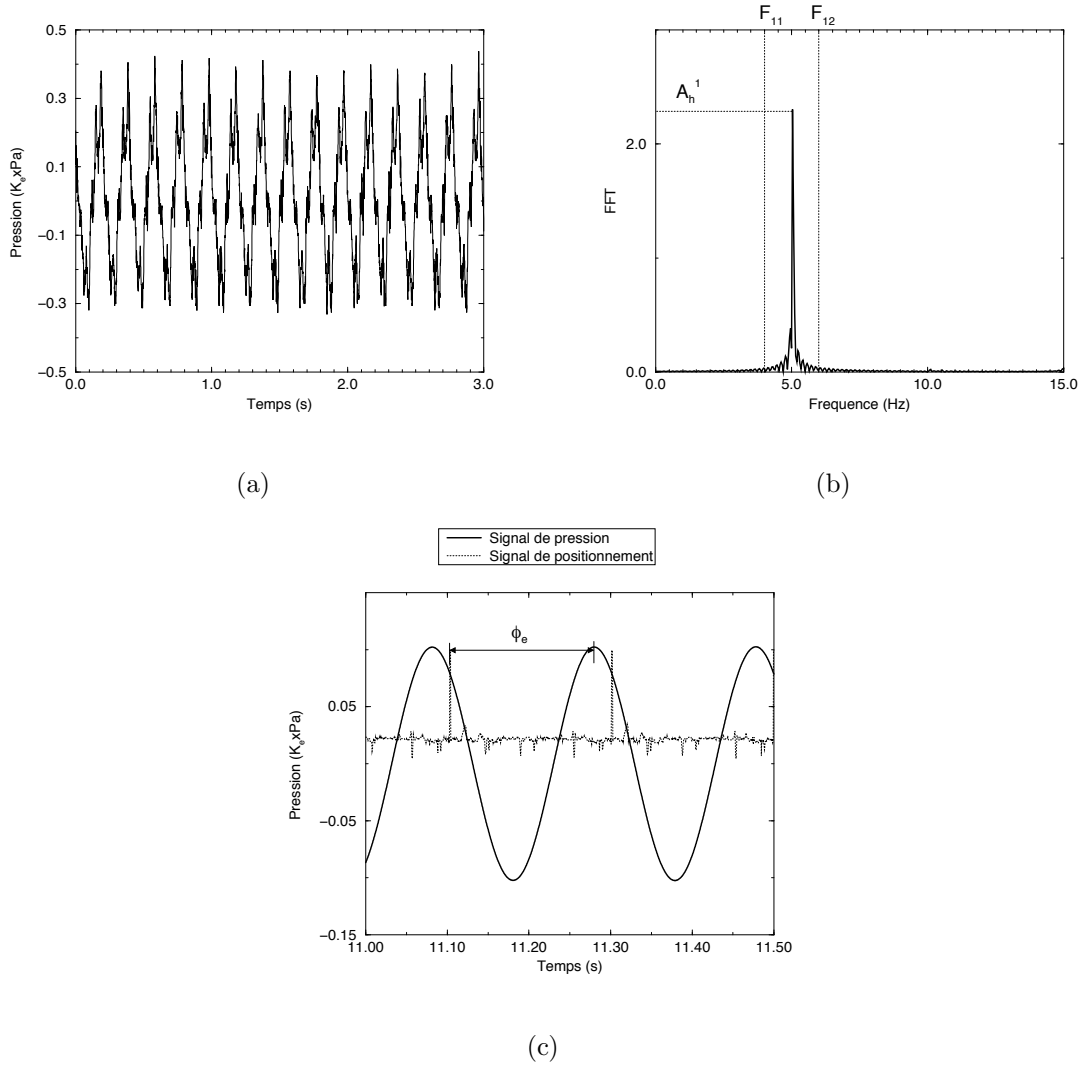 0.5
0.3
0.1
−0.1
−0.3
−0.5
Pression (KₑxPa)
0.0 1.0 2.0 3.0
Temps (s)
(a)
F₁₁ F₁₂
Aₕ¹
2.0
0.0
FFT
0.0 5.0 10.0 15.0
Frequence (Hz)
(b)
Signal de pression
Signal de positionnement
ϕₑ
0.05
−0.05
−0.15
Pression (KₑxPa)
11.00 11.10 11.20 11.30 11.40 11.50
Temps (s)
(c)